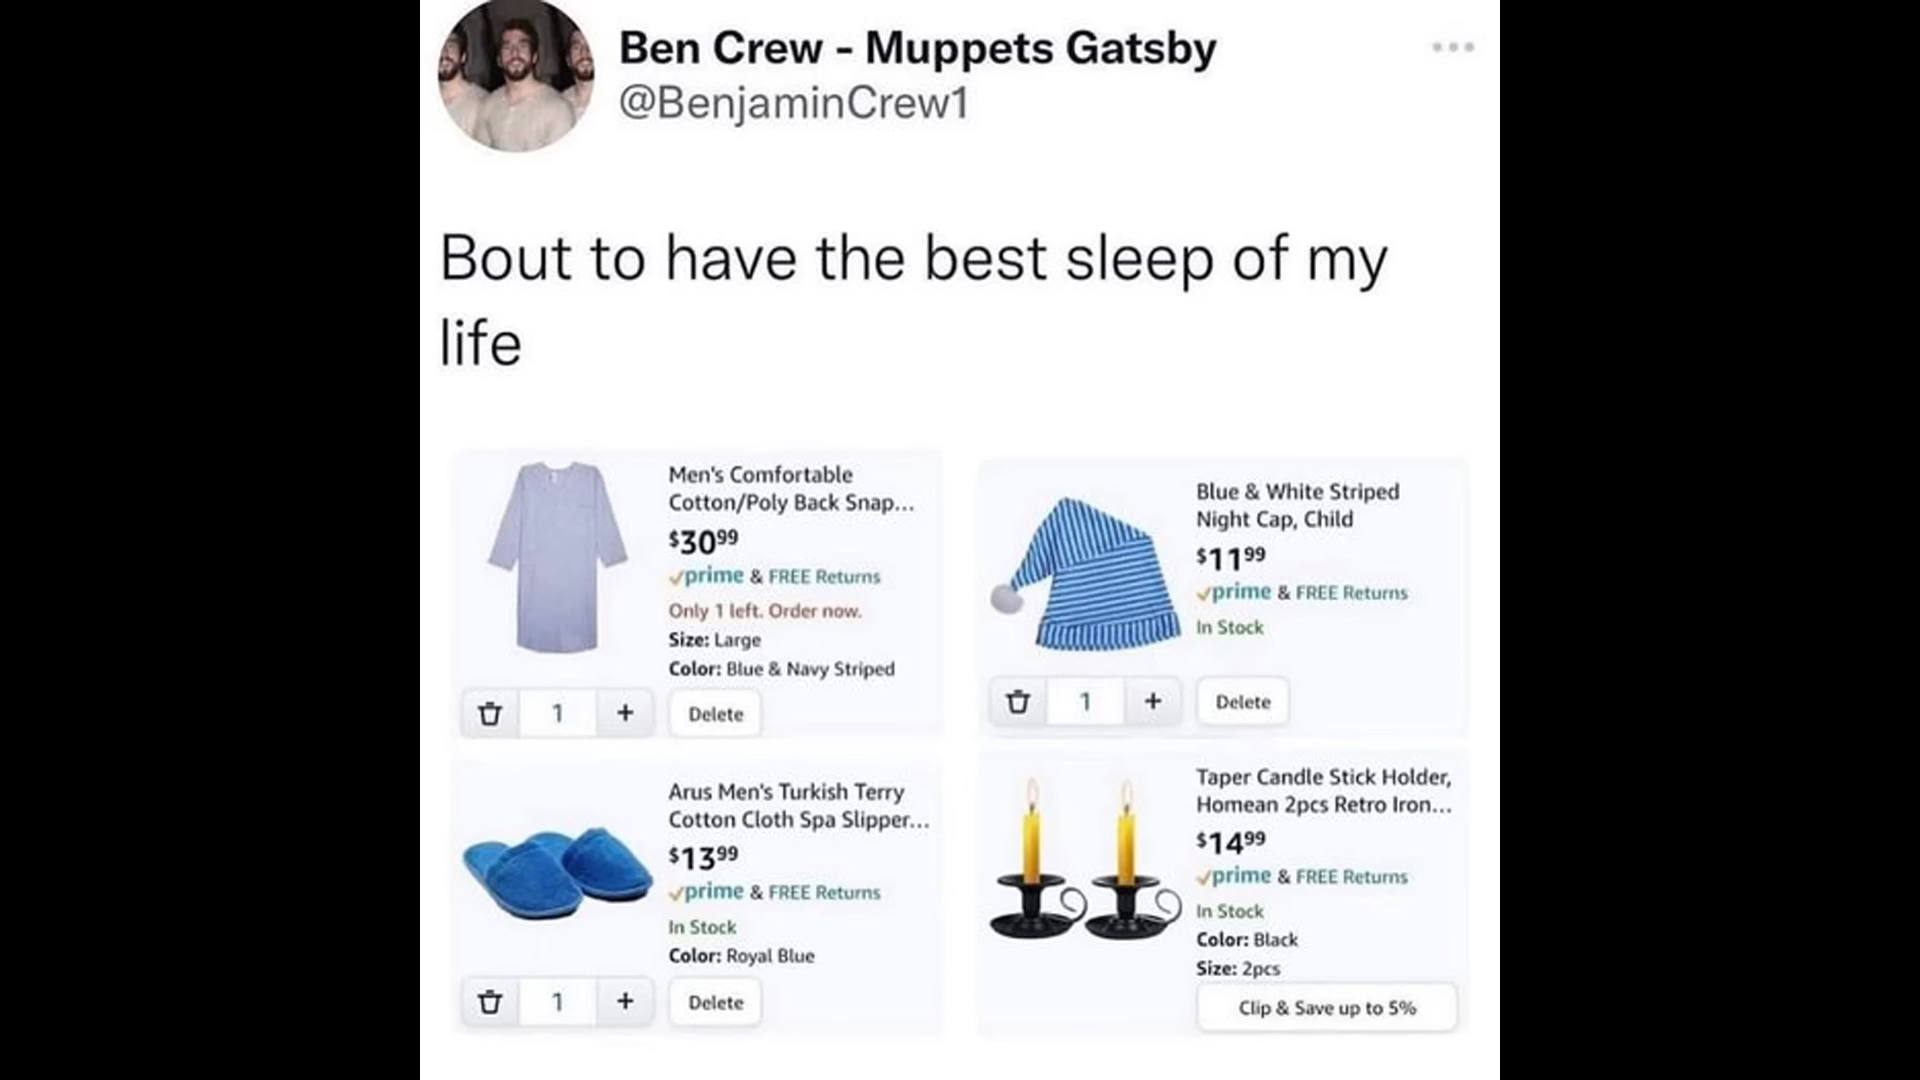 Ben Crew - Muppets Gatsby
@BenjaminCrew1
Bout to have the best sleep of my
life
Men's Comfortable
Cotton/Poly Back Snap...
$30.99
prime & FREE Returns
Only 1 left. Order now.
Size: Large
Color: Blue & Navy Striped
1
Delete
Blue & White Striped
Night Cap, Child
$11.99
prime & FREE Returns
In Stock
1
Delete
Arus Men's Turkish Terry
Cotton Cloth Spa Slipper...
$13.99
prime & FREE Returns
In Stock
Color: Royal Blue
1
Delete
Taper Candle Stick Holder,
Homean 2pcs Retro Iron...
$14.99
prime & FREE Returns
In Stock
Color: Black
Size: 2pcs
Clip & Save up to 5%